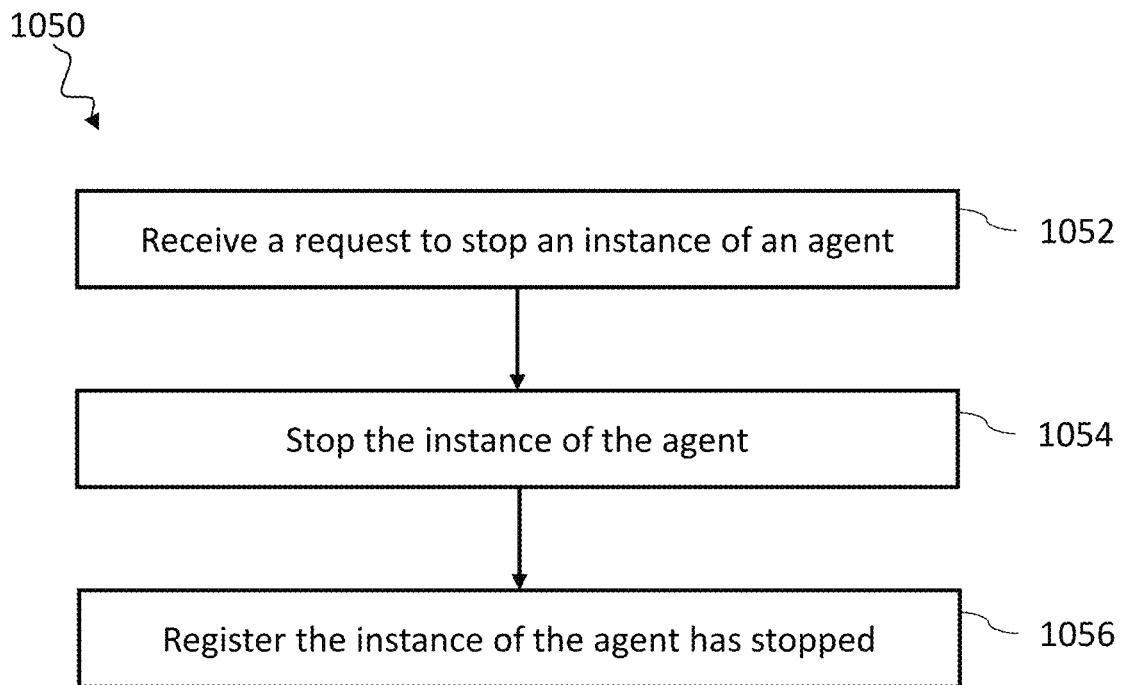 1050
Receive a request to stop an instance of an agent
1052
Stop the instance of the agent
1054
Register the instance of the agent has stopped
1056